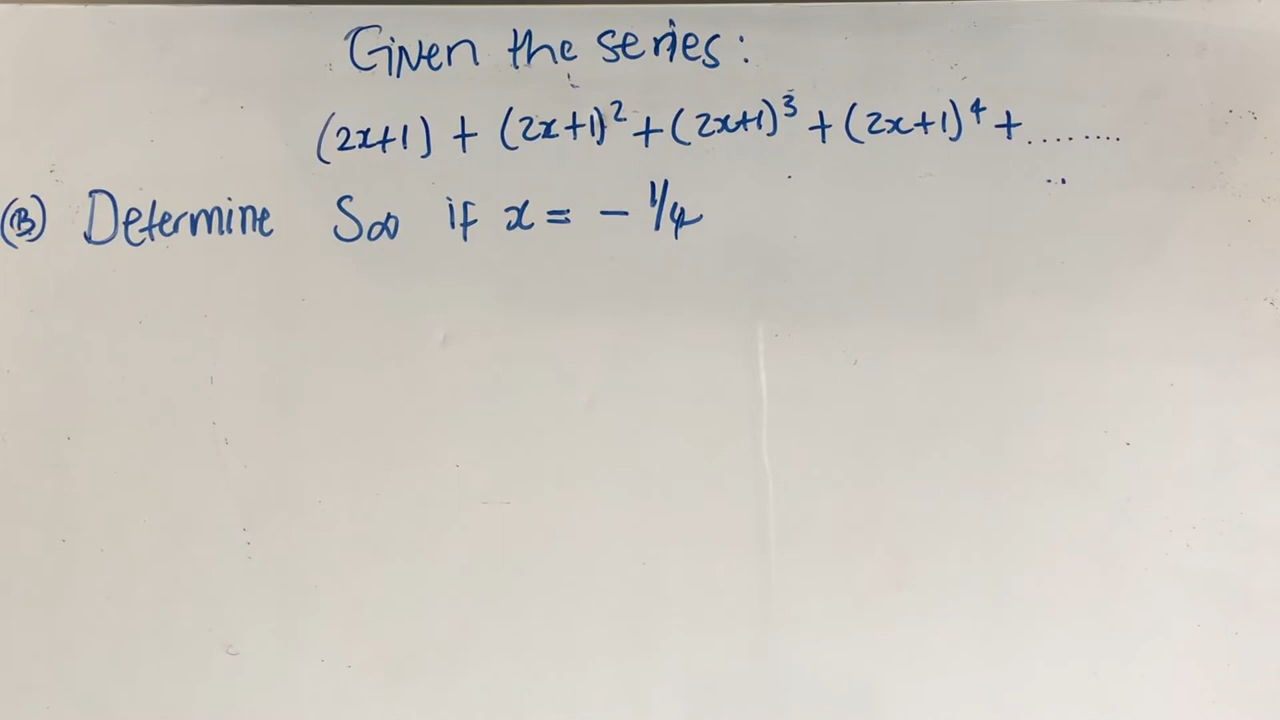 Given the series:
(2x+1) + (2x+1)² + (2x+1)³ + (2x+1)⁴ + ........
(B) Determine S∞ if x = - 1/4